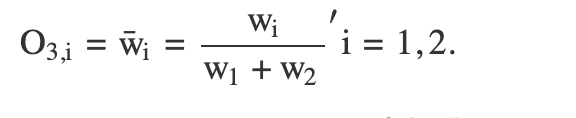 O₃,ᵢ = w̄ᵢ = wᵢ / (w₁ + w₂) ′ i = 1, 2.